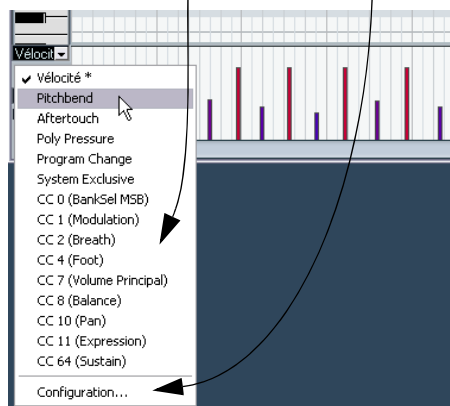 Vélocit
Vélocité *
Pitchbend
Aftertouch
Poly Pressure
Program Change
System Exclusive
CC 0 (BankSel MSB)
CC 1 (Modulation)
CC 2 (Breath)
CC 4 (Foot)
CC 7 (Volume Principal)
CC 8 (Balance)
CC 10 (Pan)
CC 11 (Expression)
CC 64 (Sustain)
Configuration...